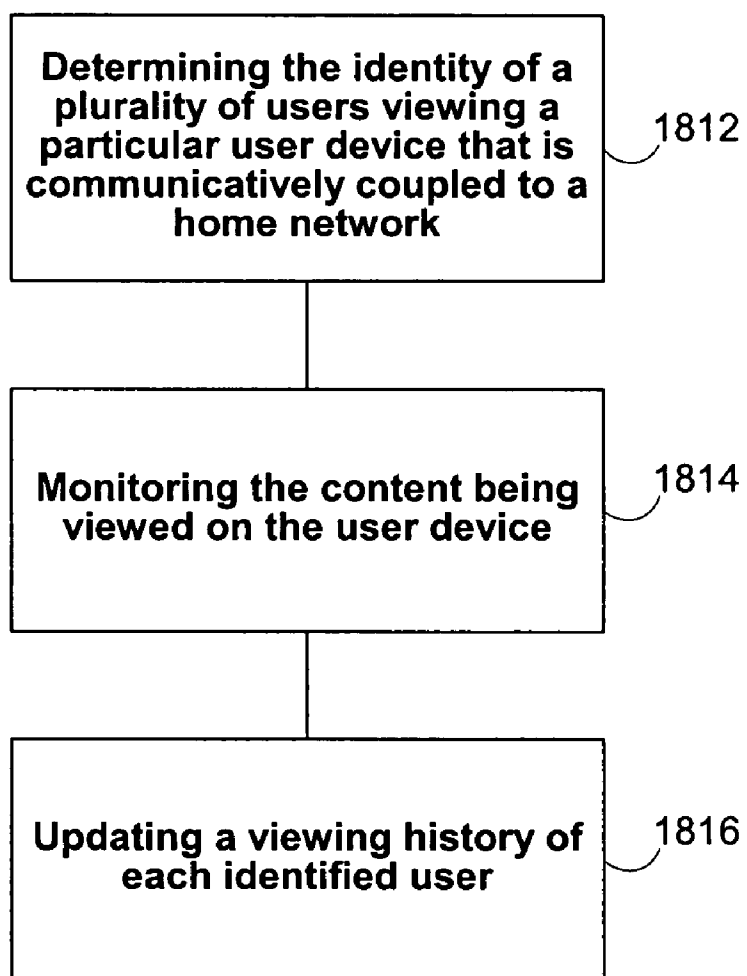 Determining the identity of a
plurality of users viewing a
particular user device that is
communicatively coupled to a
home network
1812
Monitoring the content being
viewed on the user device
1814
Updating a viewing history of
each identified user
1816